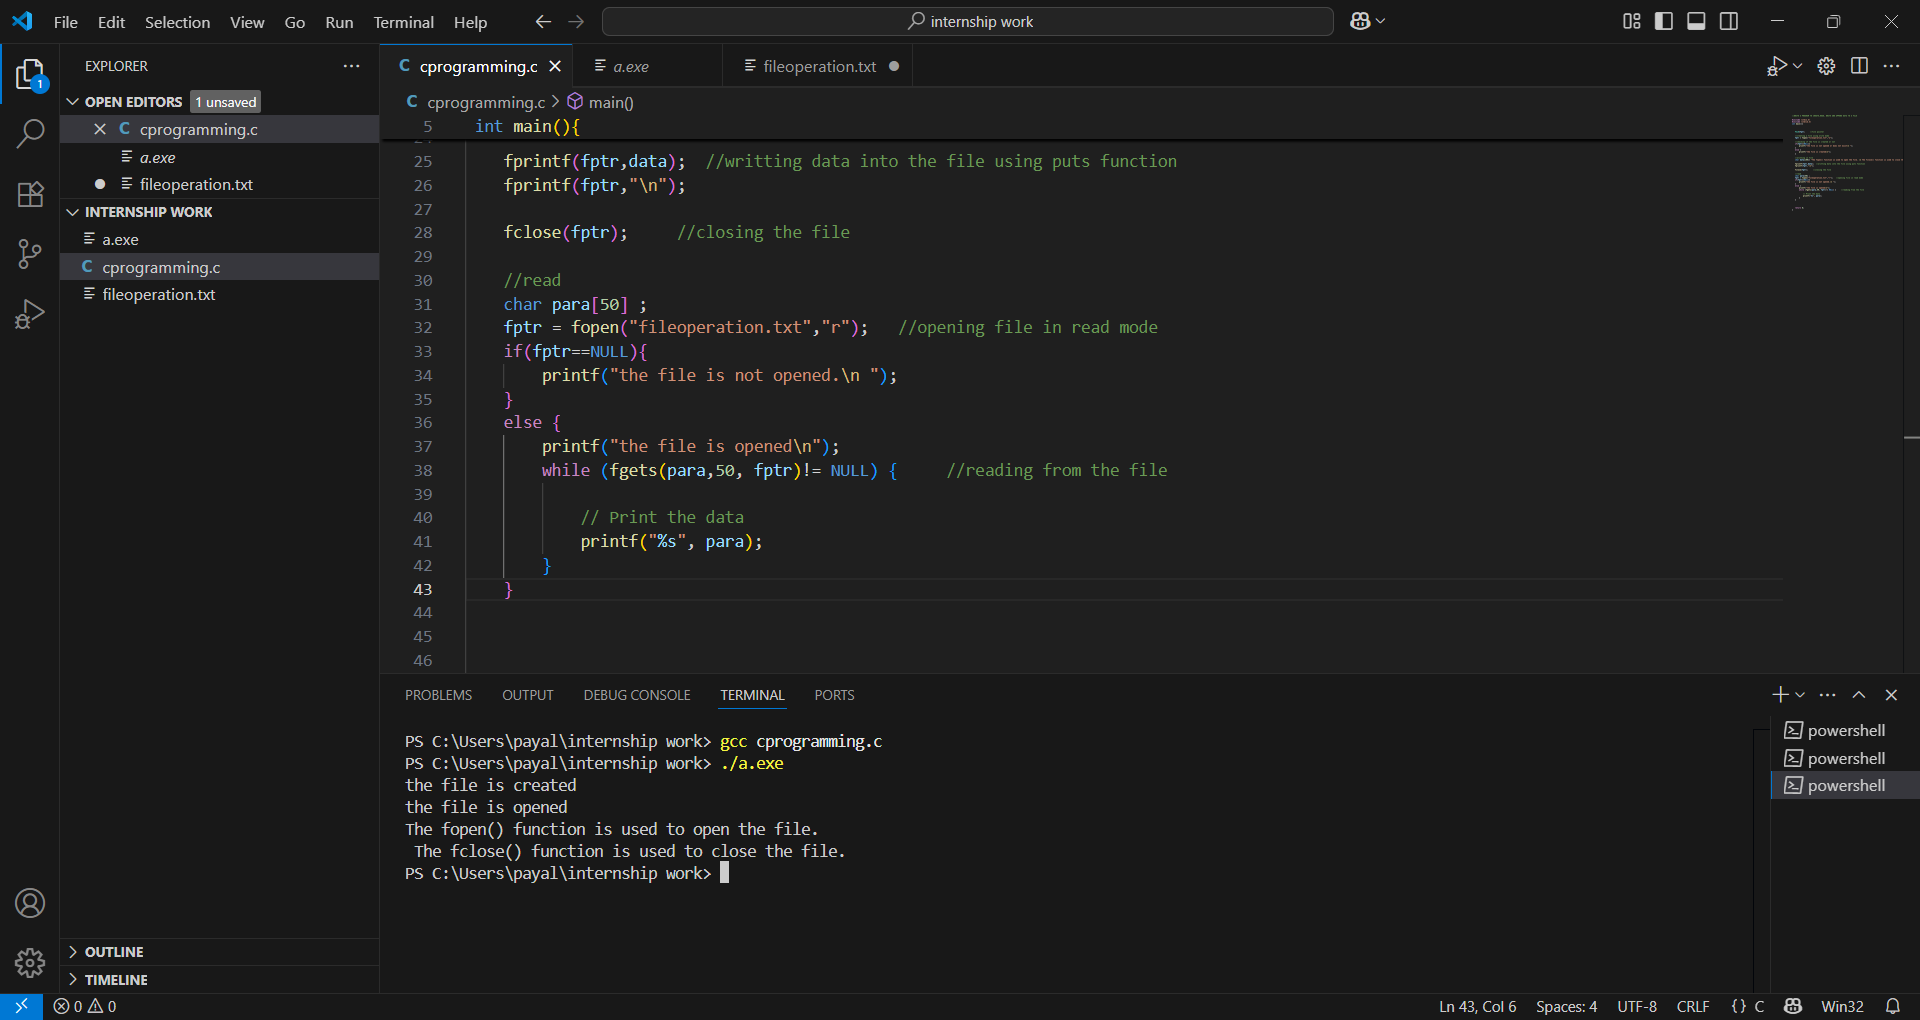 File Edit Selection View Go Run Terminal Help
internship work
EXPLORER
OPEN EDITORS 1 unsaved
cprogramming.c
a.exe
fileoperation.txt
INTERNSHIP WORK
a.exe
cprogramming.c
fileoperation.txt
OUTLINE
TIMELINE
1
cprogramming.c a.exe fileoperation.txt
cprogramming.c > main()
5 int main(){
25 fprintf(fptr,data); //writting data into the file using puts function
26 fprintf(fptr,"\n");
27
28 fclose(fptr); //closing the file
29
30 //read
31 char para[50] ;
32 fptr = fopen("fileoperation.txt","r"); //opening file in read mode
33 if(fptr==NULL){
34 printf("the file is not opened.\n ");
35 }
36 else {
37 printf("the file is opened\n");
38 while (fgets(para,50, fptr)!= NULL) { //reading from the file
39
40 // Print the data
41 printf("%s", para);
42 }
43 }
44
45
46
PROBLEMS OUTPUT DEBUG CONSOLE TERMINAL PORTS
PS C:\Users\payal\internship work> gcc cprogramming.c
PS C:\Users\payal\internship work> ./a.exe
the file is created
the file is opened
The fopen() function is used to open the file.
 The fclose() function is used to close the file.
PS C:\Users\payal\internship work>
powershell
powershell
powershell
0 0
Ln 43, Col 6 Spaces: 4 UTF-8 CRLF {} C Win32